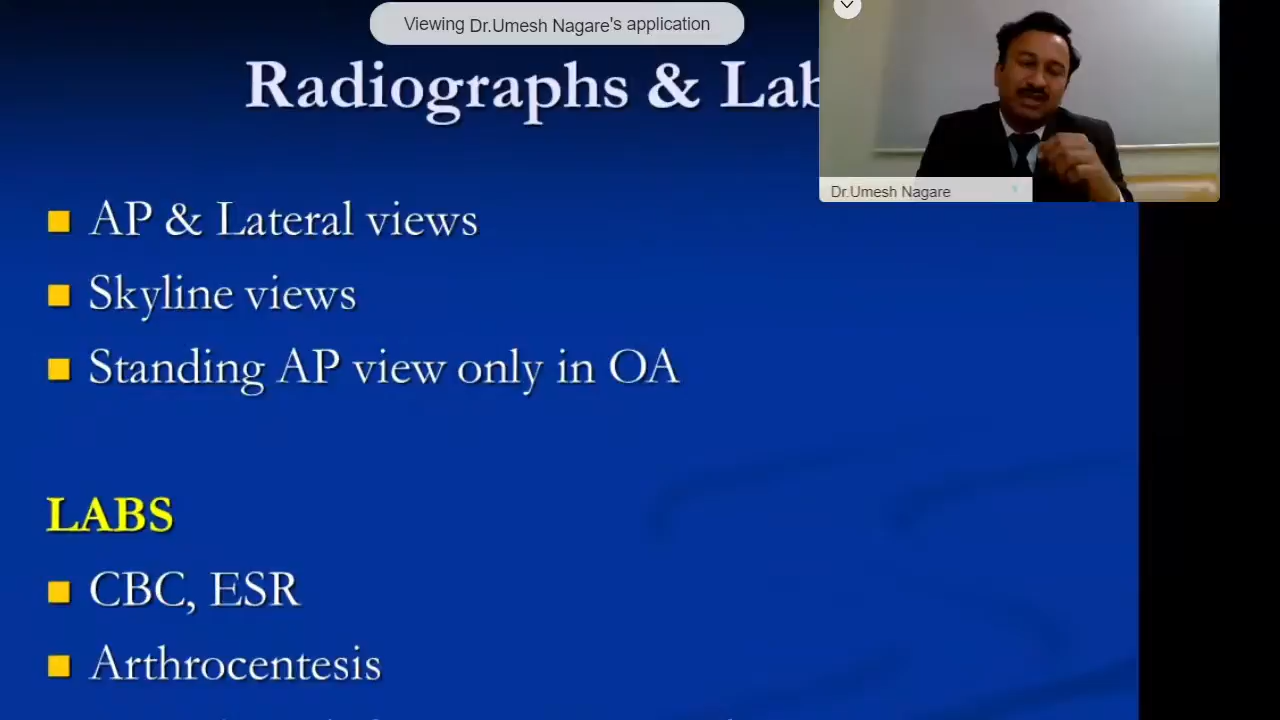 Viewing Dr.Umesh Nagare's application
Radiographs &
Dr.Umesh Nagare
AP & Lateral views
Skyline views
Standing AP view only in OA
LABS
CBC, ESR
Arthrocentesis